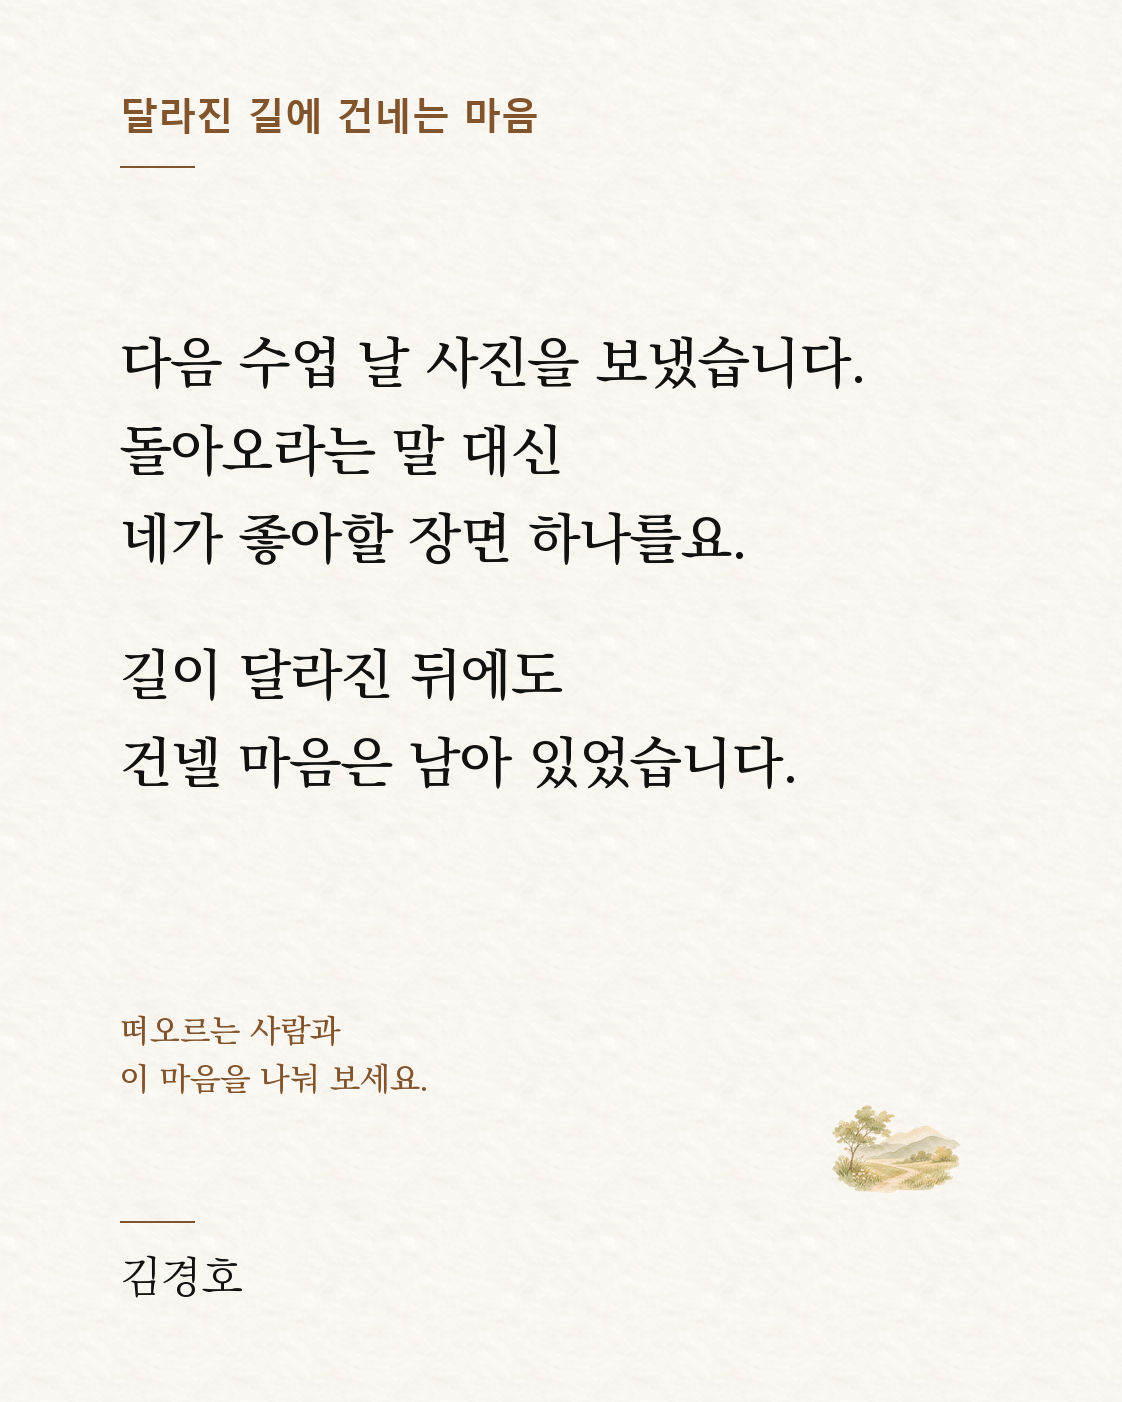 달라진 길에 건네는 마음
다음 수업 날 사진을 보냈습니다.
돌아오라는 말 대신
네가 좋아할 장면 하나를요.
길이 달라진 뒤에도
건넬 마음은 남아 있었습니다.
떠오르는 사람과
이 마음을 나눠 보세요.
김경호